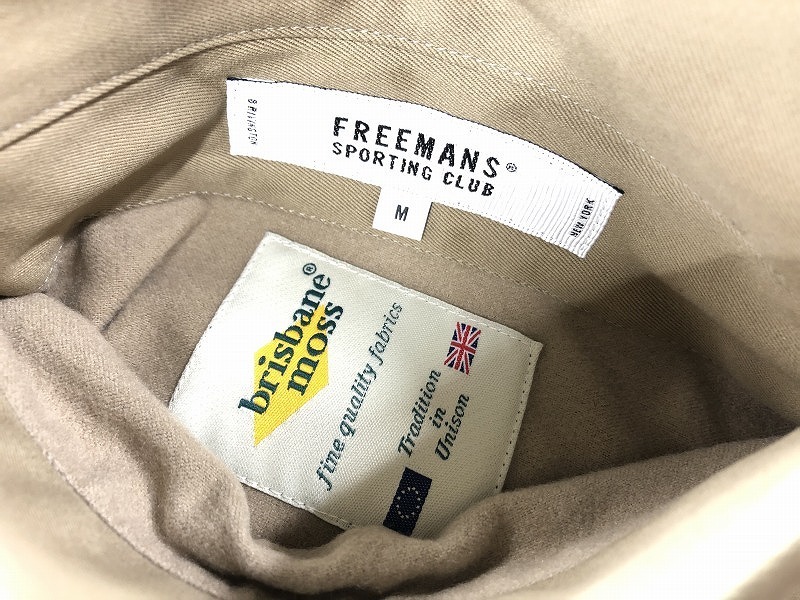 FREEMANS®
SPORTING CLUB
NEW YORK
M
brisbane®
moss
fine quality fabrics
Tradition
in
Unison